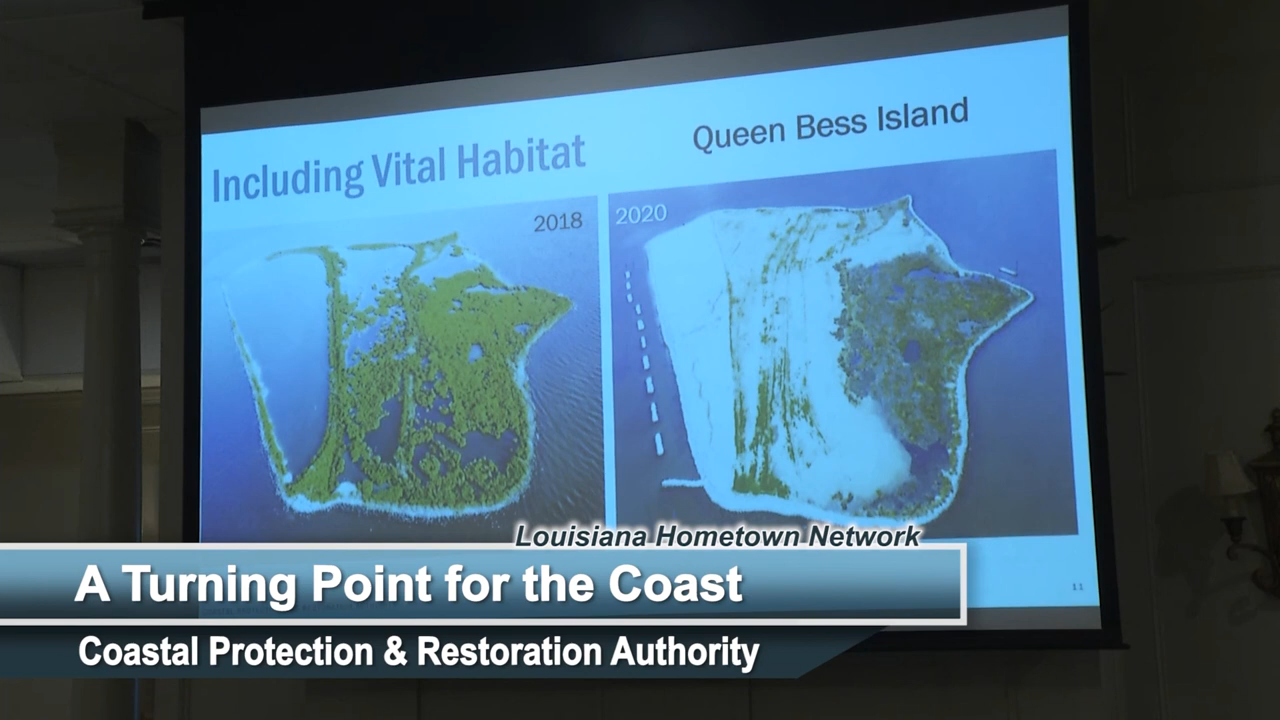 Including Vital Habitat
Queen Bess Island
2018
2020
Louisiana Hometown Network
A Turning Point for the Coast
11
Coastal Protection & Restoration Authority